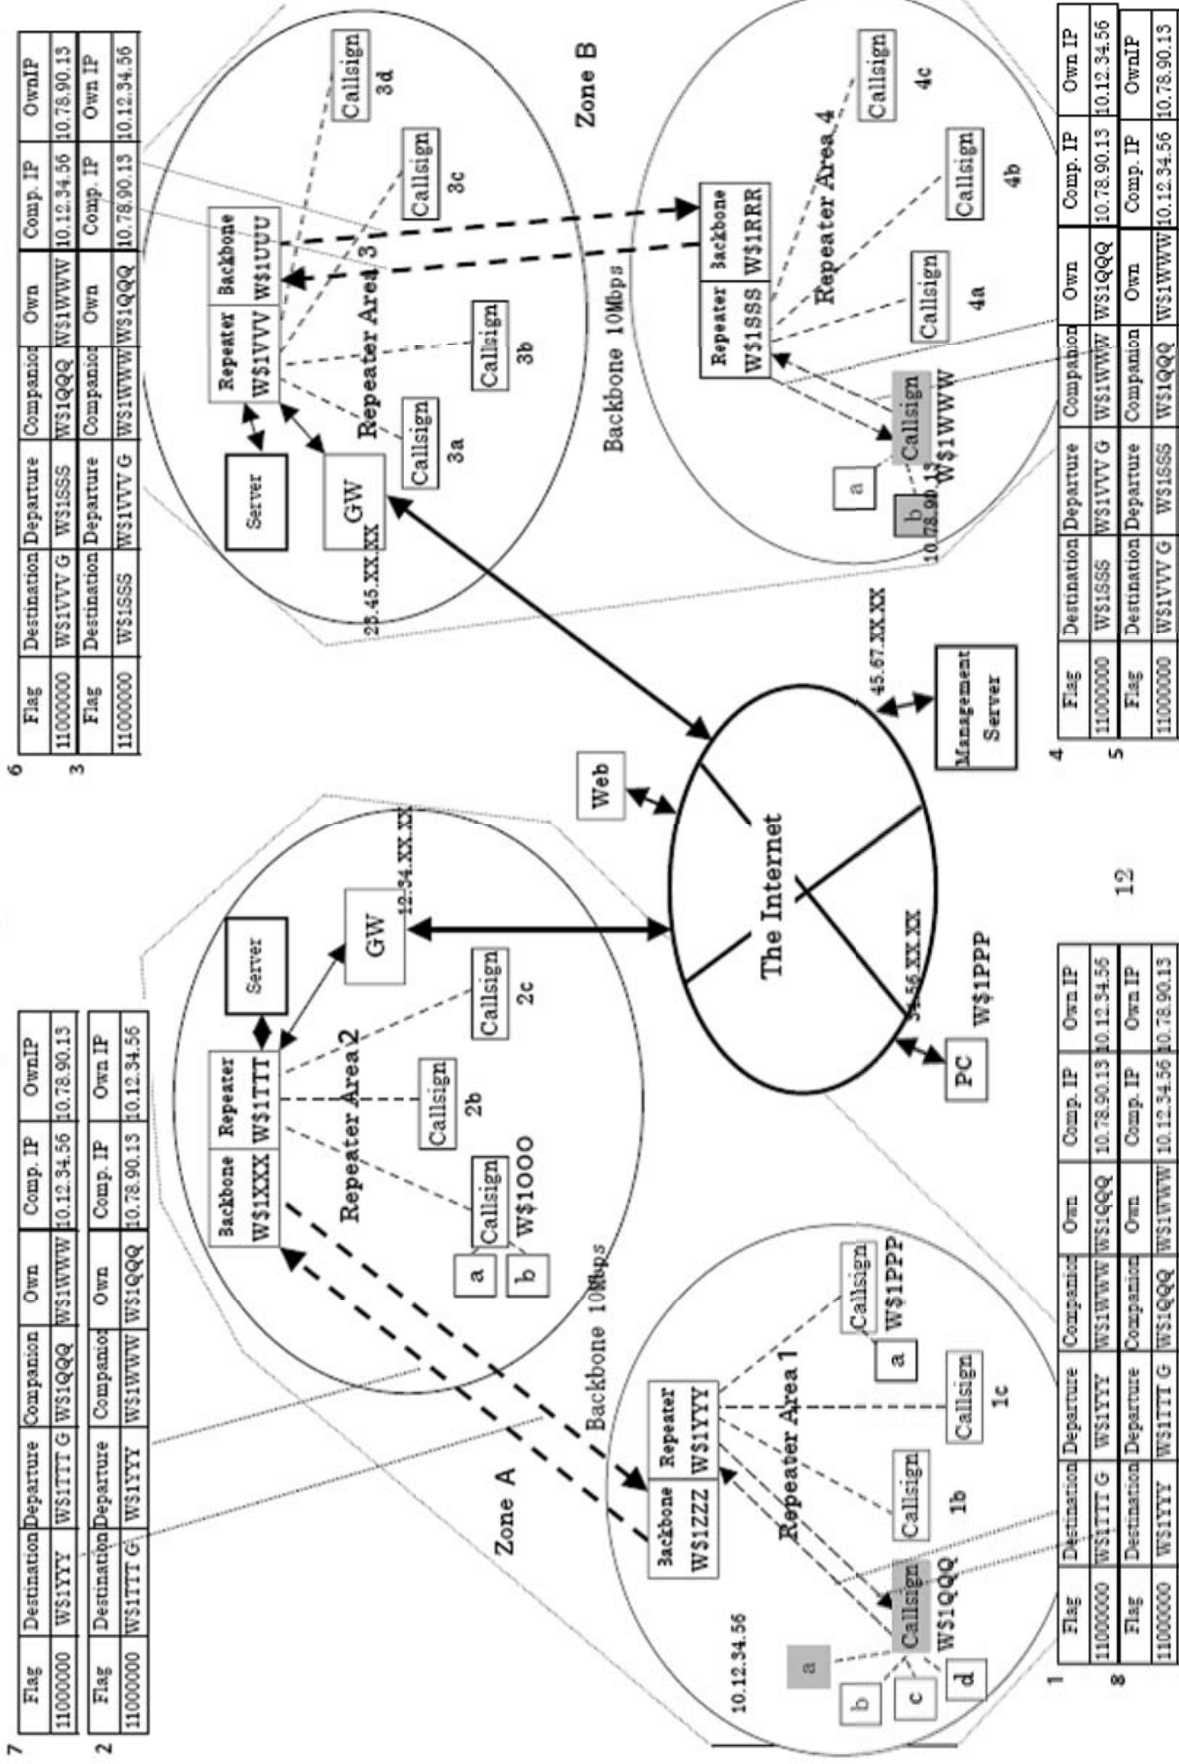 7
Flag Destination Departure Companion Own Comp. IP OwnIP
11000000 W$1YYY W$1TTT G W$1QQQ W$1WWW 10.12.34.56 10.78.90.13
2
Flag Destination Departure Companion Own Comp. IP Own IP
11000000 W$1TTT G W$1YYY W$1WWW W$1QQQ 10.78.90.13 10.12.34.56
6
Flag Destination Departure Companion Own Comp. IP OwnIP
11000000 W$1VVV G W$1SSS W$1QQQ W$1WWW 10.12.34.56 10.78.90.13
3
Flag Destination Departure Companion Own Comp. IP Own IP
11000000 W$1SSS W$1VVV G W$1WWW W$1QQQ 10.78.90.13 10.12.34.56
Backbone Repeater
W$1XXX W$1TTT
Server
GW
12.34.XX.XX
Repeater Area 2
Callsign
2b
Callsign
2c
a
b
Callsign
W$1OOO
Server
Repeater Backbone
W$1VVV W$1UUU
GW
23.45.XX.XX
Repeater Area 3
Callsign
3a
Callsign
3b
Callsign
3c
Callsign
3d
Zone A
Backbone 10Mbps
Web
Backbone 10Mbps
Zone B
Backbone Repeater
W$1ZZZ W$1YYY
10.12.34.56
Repeater Area 1
a
b
c
d
Callsign
W$1QQQ
Callsign
1b
Callsign
1c
a
Callsign
W$1PPP
The Internet
34.56.XX.XX
PC
W$1PPP
45.67.XX.XX
Management
Server
Repeater Backbone
W$1SSS W$1RRR
Repeater Area 4
a
b
10.78.90.13
Callsign
W$1WWW
Callsign
4a
Callsign
4b
Callsign
4c
1
Flag Destination Departure Companion Own Comp. IP Own IP
11000000 W$1TTT G W$1YYY W$1WWW W$1QQQ 10.78.90.13 10.12.34.56
8
Flag Destination Departure Companion Own Comp. IP Own IP
11000000 W$1YYY W$1TTT G W$1QQQ W$1WWW 10.12.34.56 10.78.90.13
12
4
Flag Destination Departure Companion Own Comp. IP Own IP
11000000 W$1SSS W$1VVV G W$1WWW W$1QQQ 10.78.90.13 10.12.34.56
5
Flag Destination Departure Companion Own Comp. IP OwnIP
11000000 W$1VVV G W$1SSS W$1QQQ W$1WWW 10.12.34.56 10.78.90.13